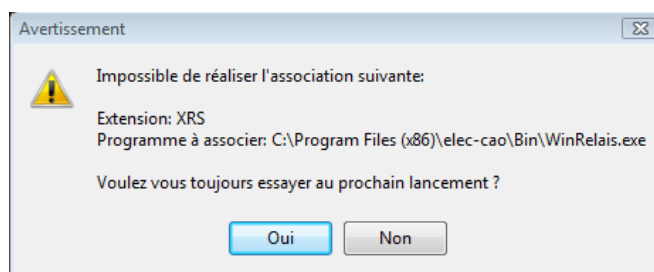 Avertissement
Impossible de réaliser l'association suivante:
Extension: XRS
Programme à associer: C:\Program Files (x86)\elec-cao\Bin\WinRelais.exe
Voulez vous toujours essayer au prochain lancement ?
Oui Non